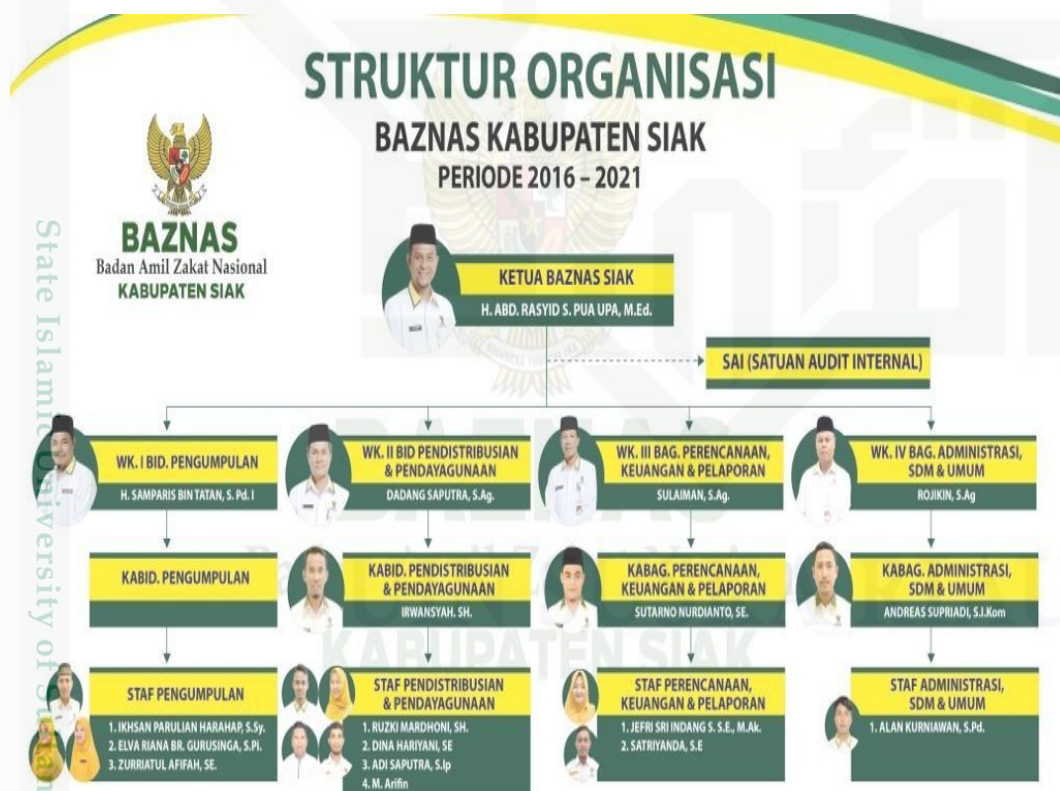 STRUKTUR ORGANISASI
BAZNAS KABUPATEN SIAK
PERIODE 2016 – 2021
BAZNAS
Badan Amil Zakat Nasional
KABUPATEN SIAK
KETUA BAZNAS SIAK
H. ABD. RASYID S. PUA UPA, M.Ed.
SAI (SATUAN AUDIT INTERNAL)
WK. I BID. PENGUMPULAN
H. SAMPARIS BIN TATAN, S. Pd. I
WK. II BID PENDISTRIBUSIAN
& PENDAYAGUNAAN
DADANG SAPUTRA, S.Ag.
WK. III BAG. PERENCANAAN,
KEUANGAN & PELAPORAN
SULAIMAN, S.Ag.
WK. IV BAG. ADMINISTRASI,
SDM & UMUM
ROJIKIN, S.Ag
KABID. PENGUMPULAN
KABID. PENDISTRIBUSIAN
& PENDAYAGUNAAN
IRWANSYAH. SH.
KABAG. PERENCANAAN,
KEUANGAN & PELAPORAN
SUTARNO NURDIANTO, SE.
KABAG. ADMINISTRASI,
SDM & UMUM
ANDREAS SUPRIADI, S.I.Kom
STAF PENGUMPULAN
1. IKHSAN PARULIAN HARAHAP, S.Sy.
2. ELVA RIANA BR. GURUSINGA, S.Pi.
3. ZURRIATUL AFIFAH, SE.
STAF PENDISTRIBUSIAN
& PENDAYAGUNAAN
1. RUZKI MARDHONI, SH.
2. DINA HARIYANI, SE
3. ADI SAPUTRA, S.Ip
4. M. Arifin
STAF PERENCANAAN,
KEUANGAN & PELAPORAN
1. JEFRI SRI INDANG S. S.E., M.Ak.
2. SATRIYANDA, S.E
STAF ADMINISTRASI,
SDM & UMUM
1. ALAN KURNIAWAN, S.Pd.
BAZNAS
KABUPATEN SIAK
State Islamic University of